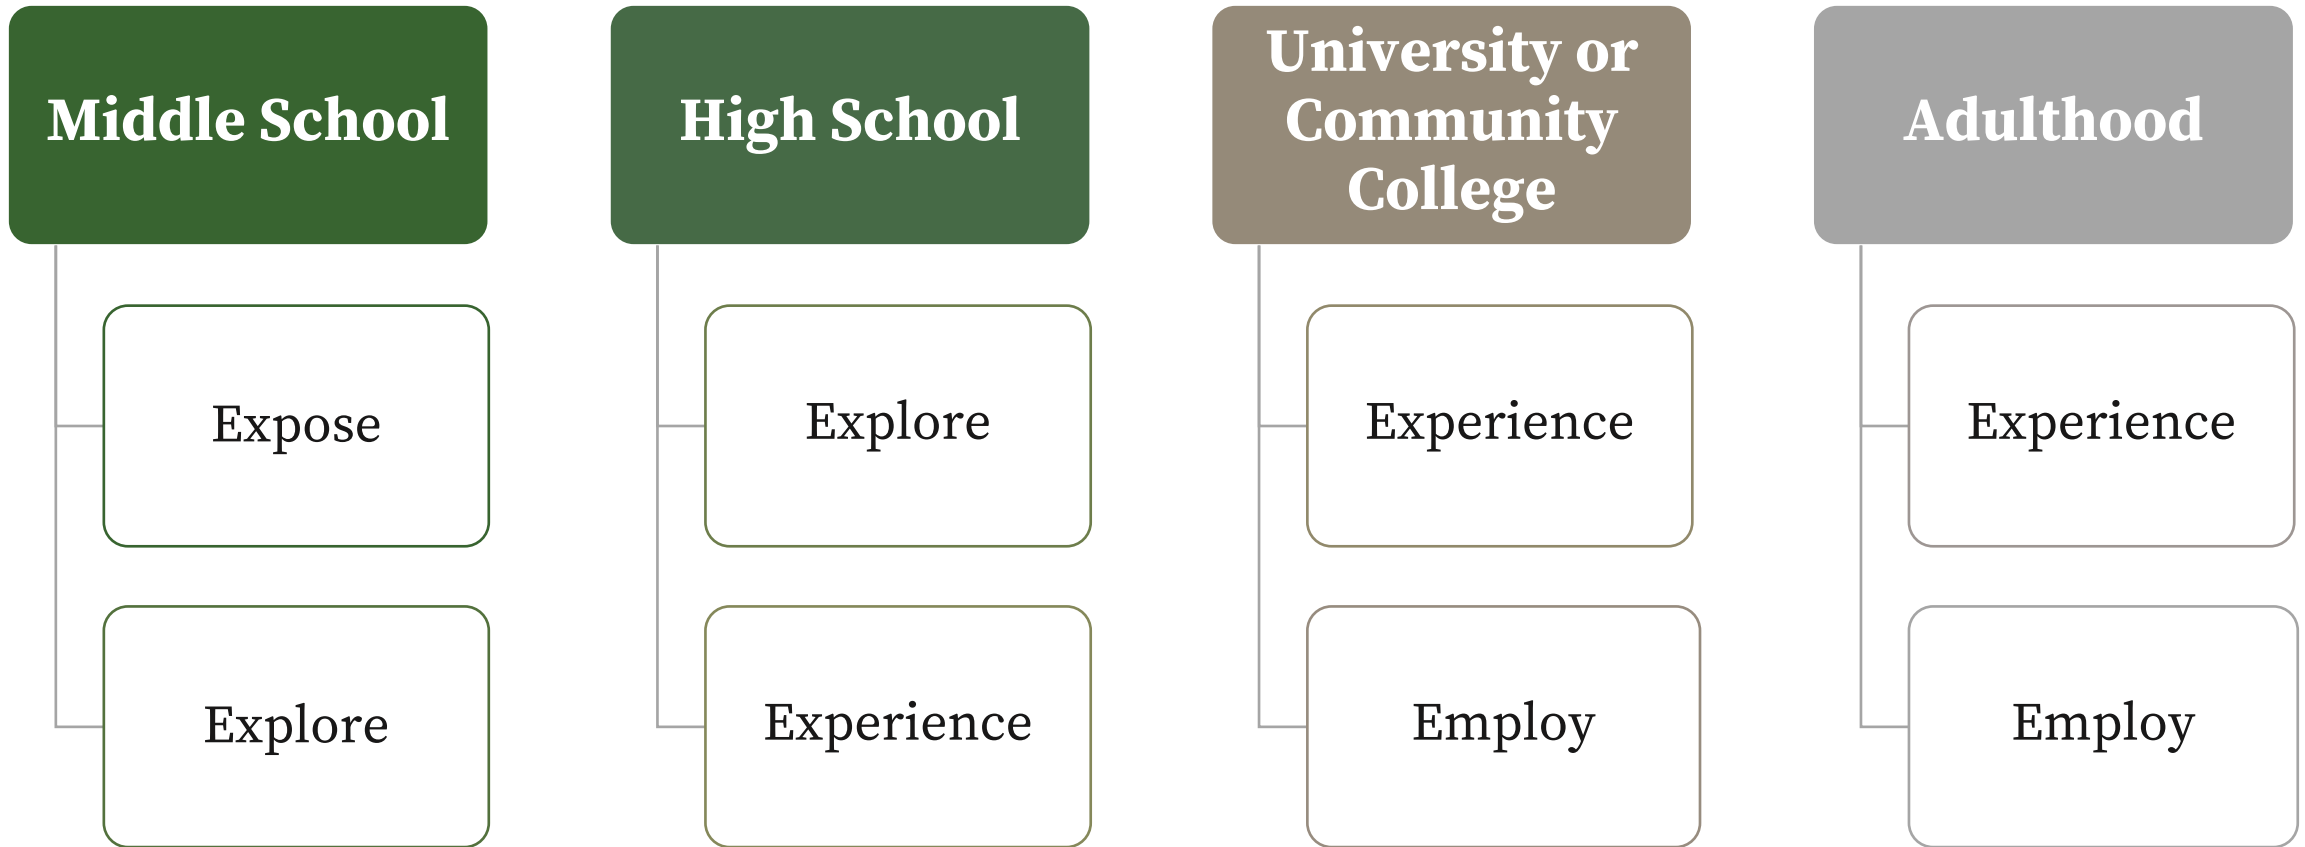 Middle School
Expose
Explore
High School
Explore
Experience
University or
Community
College
Experience
Employ
Adulthood
Experience
Employ